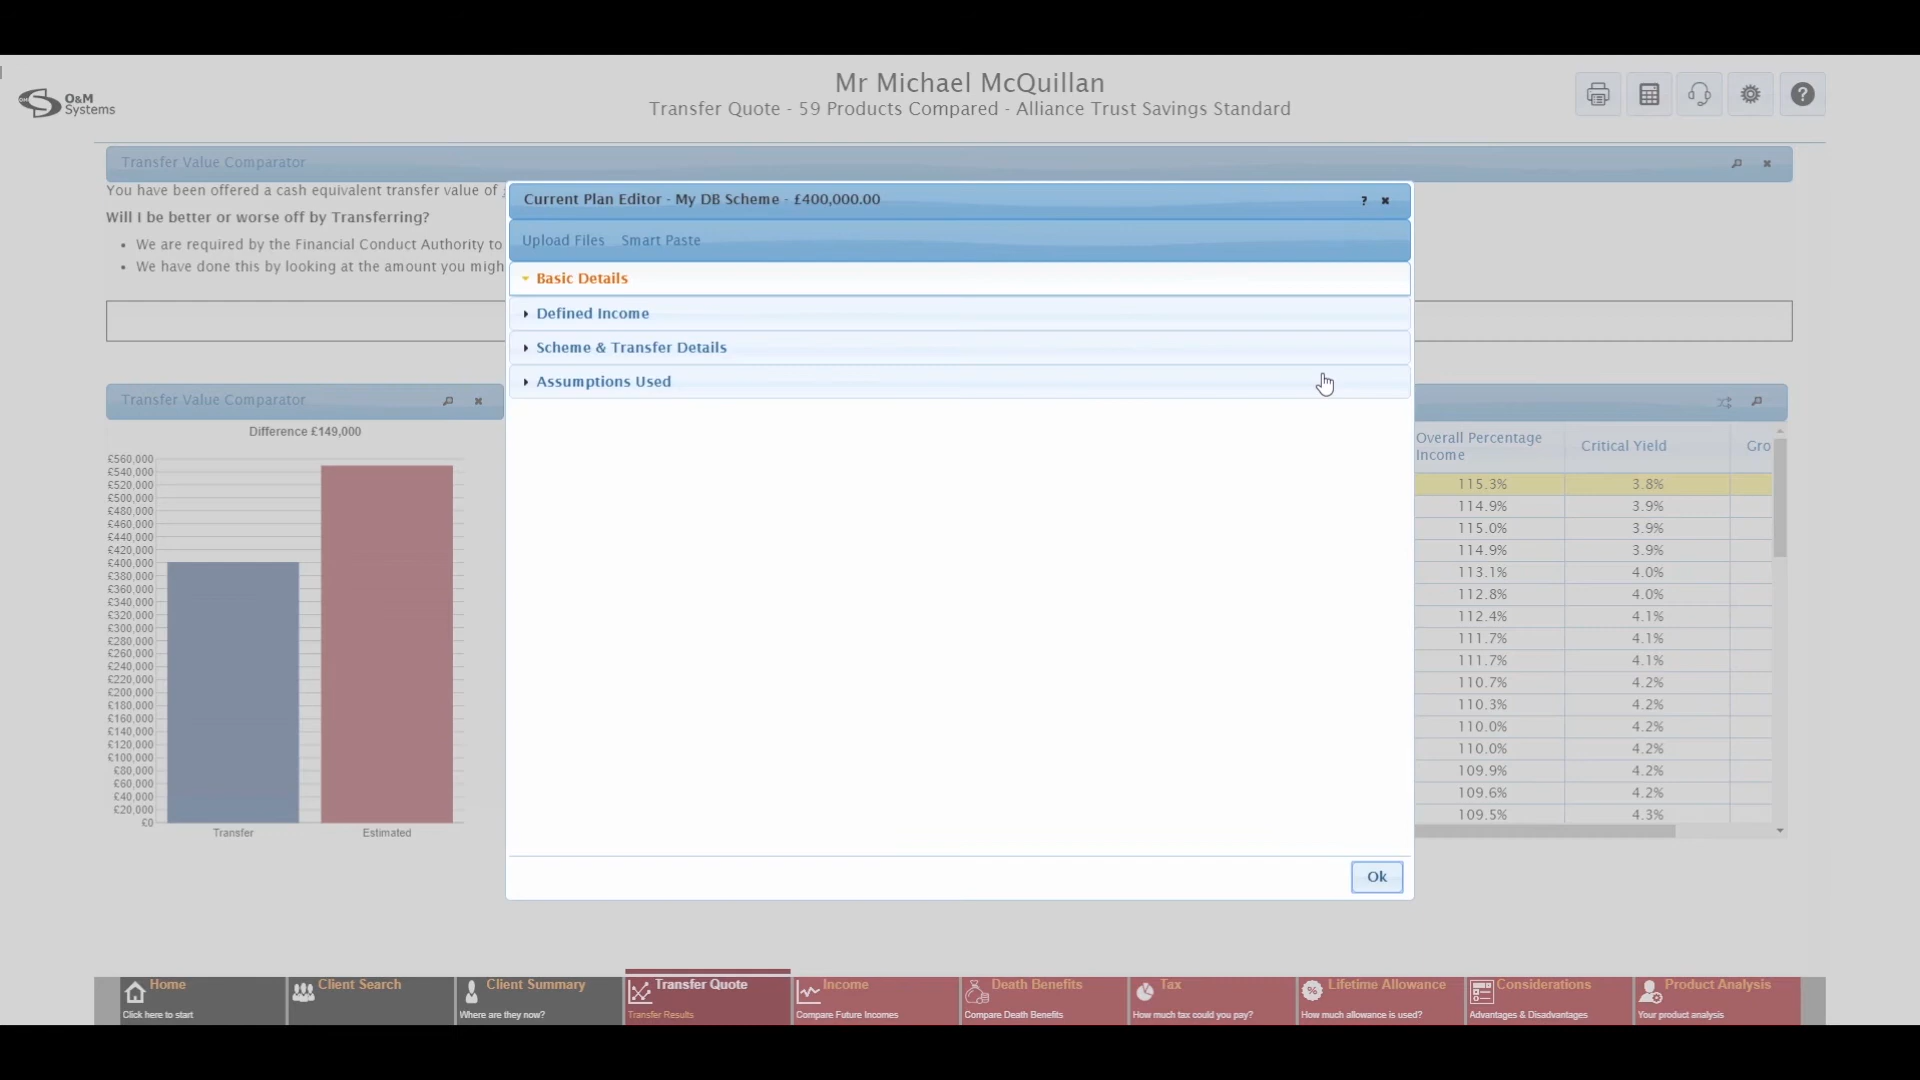 Mr Michael McQuillan
O&M
Systems
Transfer Quote - 59 Products Compared - Alliance Trust Savings Standard
Transfer Value Comparator
You have been offered a cash equivalent transfer value of
Will I be better or worse off by Transferring?
• We are required by the Financial Conduct Authority to
• We have done this by looking at the amount you migh
Current Plan Editor - My DB Scheme - £400,000.00
?
Upload Files Smart Paste
Basic Details
Defined Income
Scheme & Transfer Details
Assumptions Used
Ok
Transfer Value Comparator
Difference £149,000
£560,000
£540,000
£520,000
£500,000
£480,000
£460,000
£440,000
£420,000
£400,000
£380,000
£360,000
£340,000
£320,000
£300,000
£280,000
£260,000
£240,000
£220,000
£200,000
£180,000
£160,000
£140,000
£120,000
£100,000
£80,000
£60,000
£40,000
£20,000
£0
Transfer Estimated
Overall Percentage
Income
Critical Yield
Gro
115.3% 3.8%
114.9% 3.9%
115.0% 3.9%
114.9% 3.9%
113.1% 4.0%
112.8% 4.0%
112.4% 4.1%
111.7% 4.1%
111.7% 4.1%
110.7% 4.2%
110.3% 4.2%
110.0% 4.2%
110.0% 4.2%
109.9% 4.2%
109.6% 4.2%
109.5% 4.3%
Home
Click here to start
Client Search
Client Summary
Where are they now?
Transfer Quote
Transfer Results
Income
Compare Future Incomes
Death Benefits
Compare Death Benefits
Tax
How much tax could you pay?
Lifetime Allowance
How much allowance is used?
Considerations
Advantages & Disadvantages
Product Analysis
Your product analysis